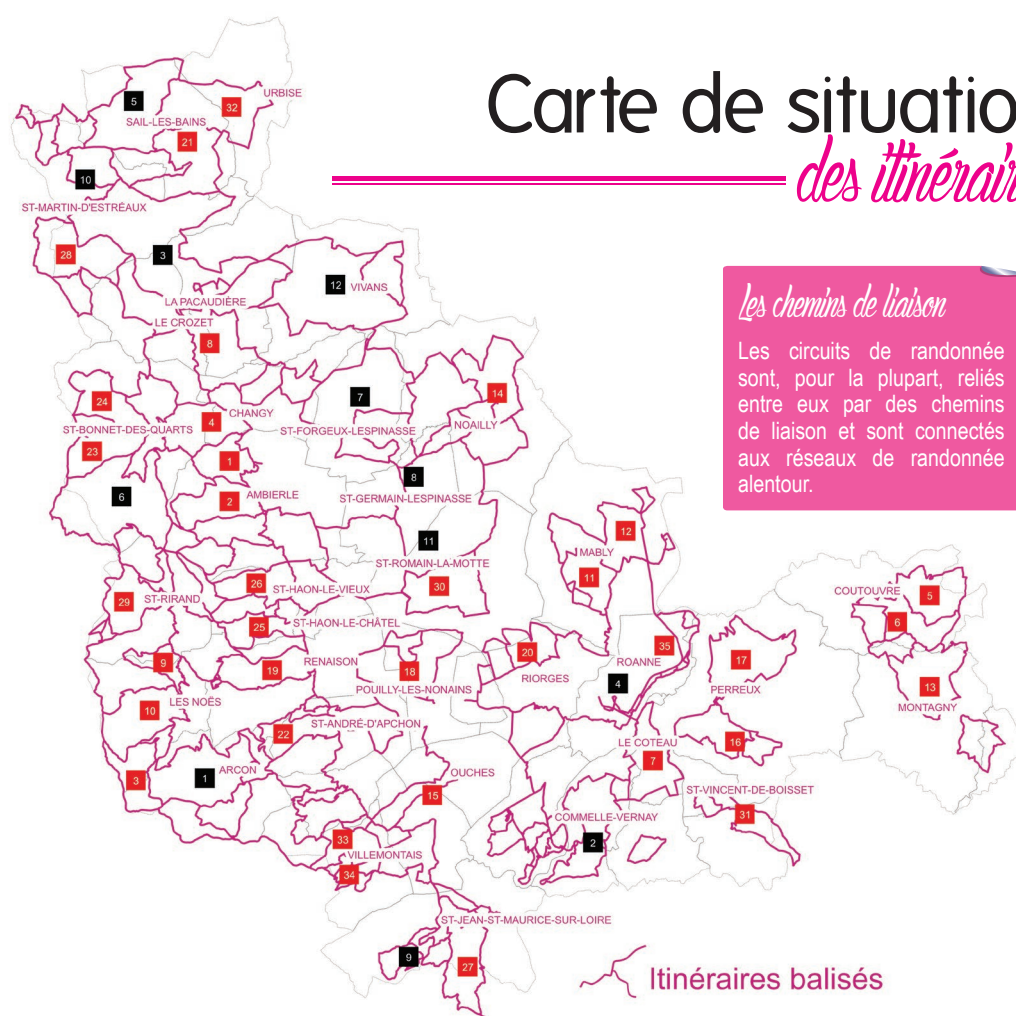 Carte de situatio
des itinérair
Les chemins de liaison
Les circuits de randonnée
sont, pour la plupart, reliés
entre eux par des chemins
de liaison et sont connectés
aux réseaux de randonnée
alentour.
5
32
URBISE
SAIL-LES-BAINS
21
10
ST-MARTIN-D'ESTRÉAUX
28
3
12
VIVANS
LA PACAUDIÈRE
LE CROZET
8
24
7
14
4
CHANGY
ST-BONNET-DES-QUARTS
ST-FORGEUX-LESPINASSE
NOAILLY
23
1
8
6
2
AMBIERLE
ST-GERMAIN-LESPINASSE
12
11
MABLY
ST-ROMAIN-LA-MOTTE
11
26
ST-HAON-LE-VIEUX
30
COUTOUVRE
5
29
ST-RIRAND
25
ST-HAON-LE-CHÂTEL
6
9
19
RENAISON
18
20
35
ROANNE
17
RIORGES
4
POUILLY-LES-NONAINS
PERREUX
13
MONTAGNY
10
LES NOËS
22
ST-ANDRÉ-D'APCHON
LE COTEAU
16
7
3
1
ARCON
OUCHES
15
ST-VINCENT-DE-BOISSET
31
COMMELLE-VERNAY
33
2
VILLEMONTAIS
34
ST-JEAN-ST-MAURICE-SUR-LOIRE
9
27
Itinéraires balisés